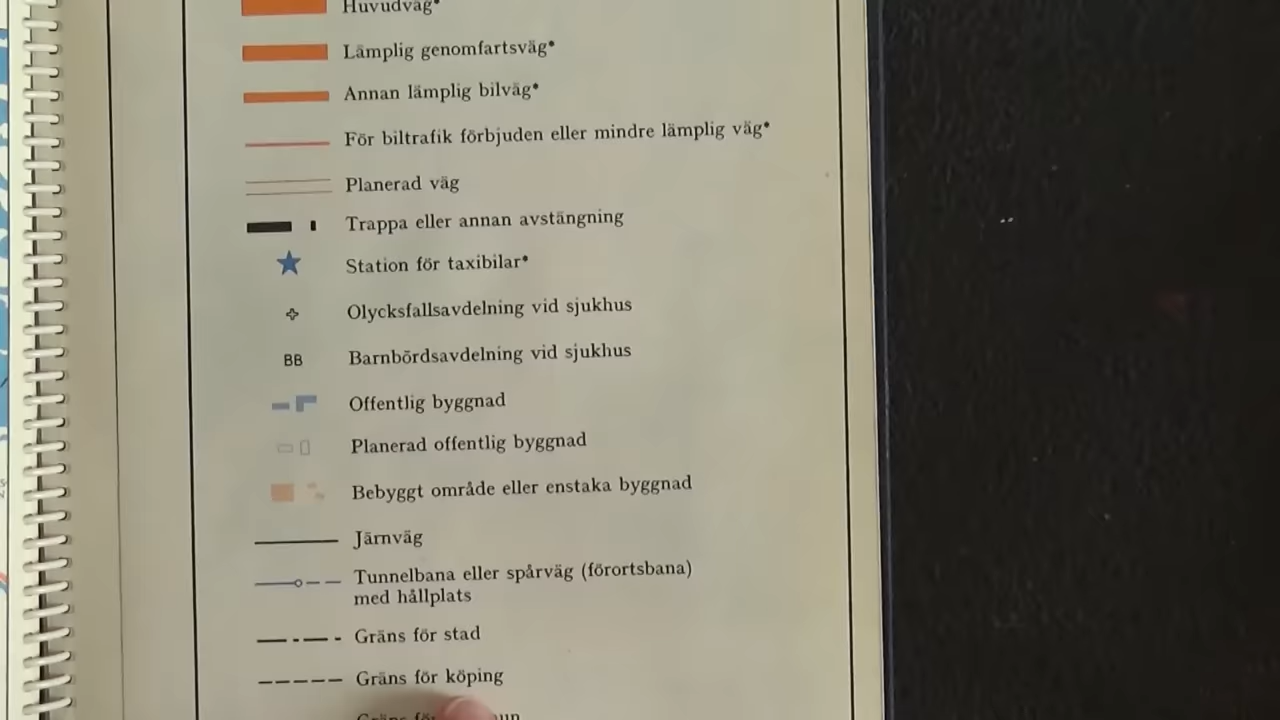 Huvudväg*
Lämplig genomfartsväg*
Annan lämplig bilväg*
För biltrafik förbjuden eller mindre lämplig väg*
Planerad väg
Trappa eller annan avstängning
Station för taxibilar*
Olycksfallsavdelning vid sjukhus
BB Barnbördsavdelning vid sjukhus
Offentlig byggnad
Planerad offentlig byggnad
Bebyggt område eller enstaka byggnad
Järnväg
Tunnelbana eller spårväg (förortsbana)
med hållplats
Gräns för stad
Gräns för köping
Gräns för